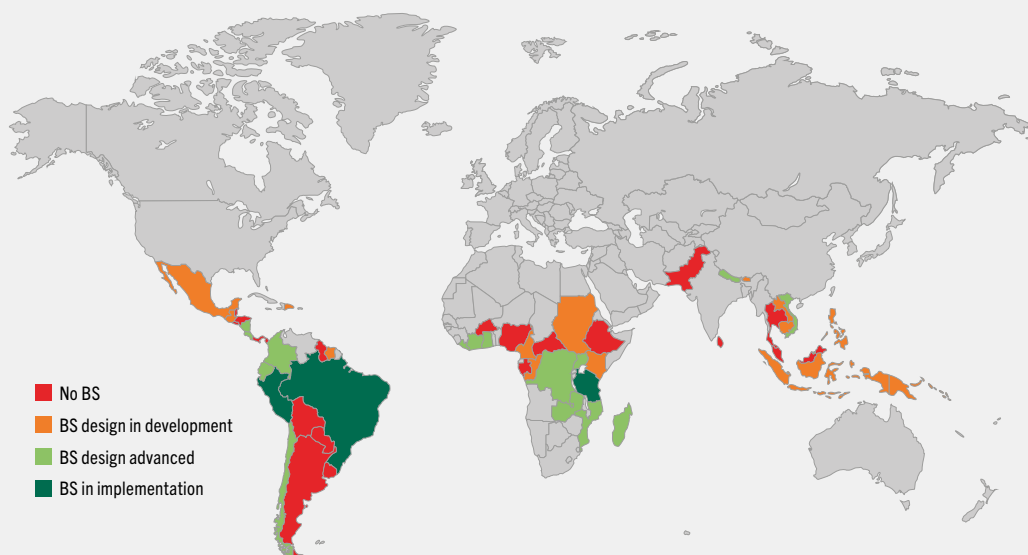 No BS
BS design in development
BS design advanced
BS in implementation